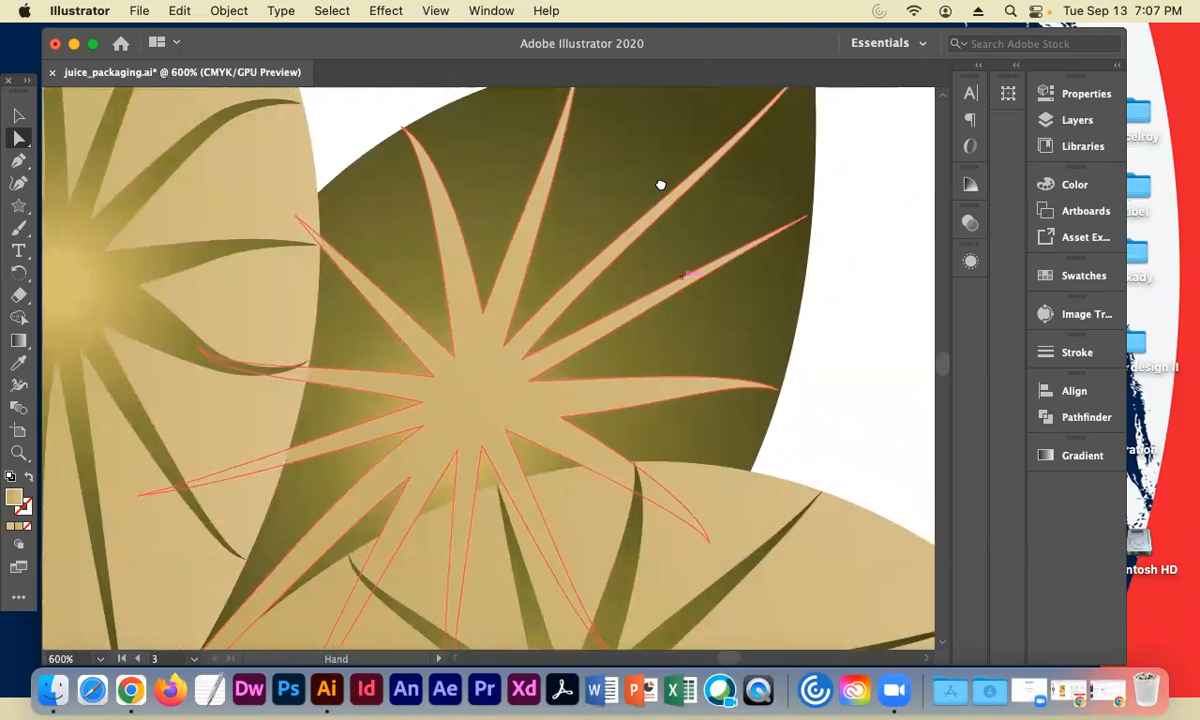 Illustrator File Edit Object Type Select Effect View Window Help
Tue Sep 13 7:07 PM
Adobe Illustrator 2020
Essentials
Search Adobe Stock
juice_packaging.ai* @ 600% (CMYK/GPU Preview)
Properties
Layers
Libraries
Color
Artboards
Asset Ex...
Swatches
Image Tr...
Stroke
Align
Pathfinder
Gradient
celroy
abel
design II
ration
ntosh HD
600%
3
Hand
Dw Ps Ai Id An Ae Pr Xd W P X